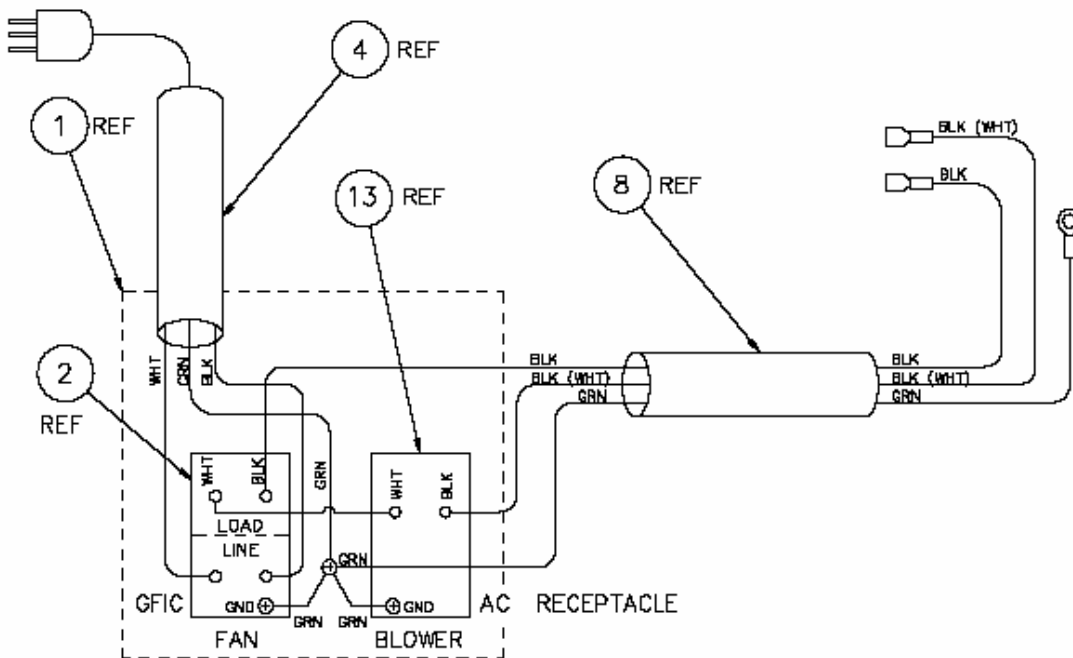 4 REF
1 REF
BLK (WHT)
BLK
8 REF
13 REF
WHT
GRN
BLK
2
REF
BLK
BLK (WHT)
GRN
BLK
BLK (WHT)
GRN
WHT
BLK
GRN
WHT
BLK
LOAD
LINE
GRN
GFIC
GND
GRN
GRN
GND
AC RECEPTACLE
FAN
BLOWER